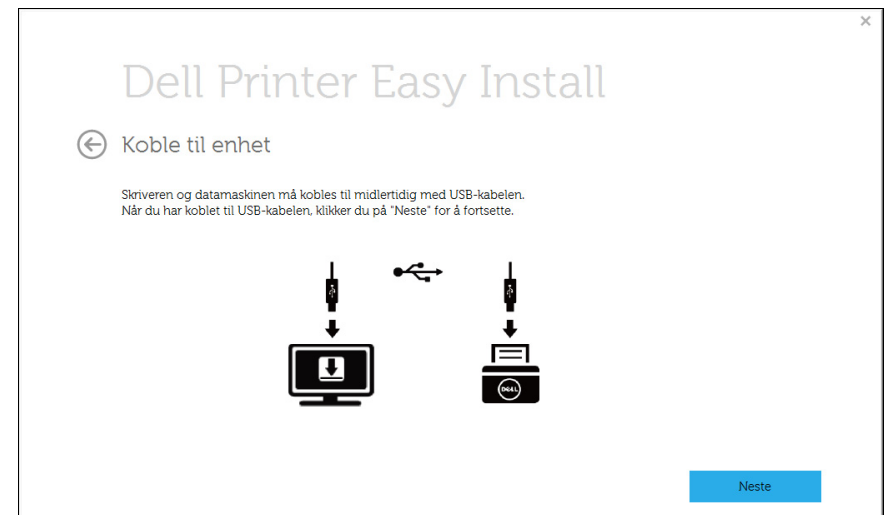 Dell Printer Easy Install
Koble til enhet
Skriveren og datamaskinen må kobles til midlertidig med USB-kabelen.
Når du har koblet til USB-kabelen, klikker du på "Neste" for å fortsette.
DELL
Neste